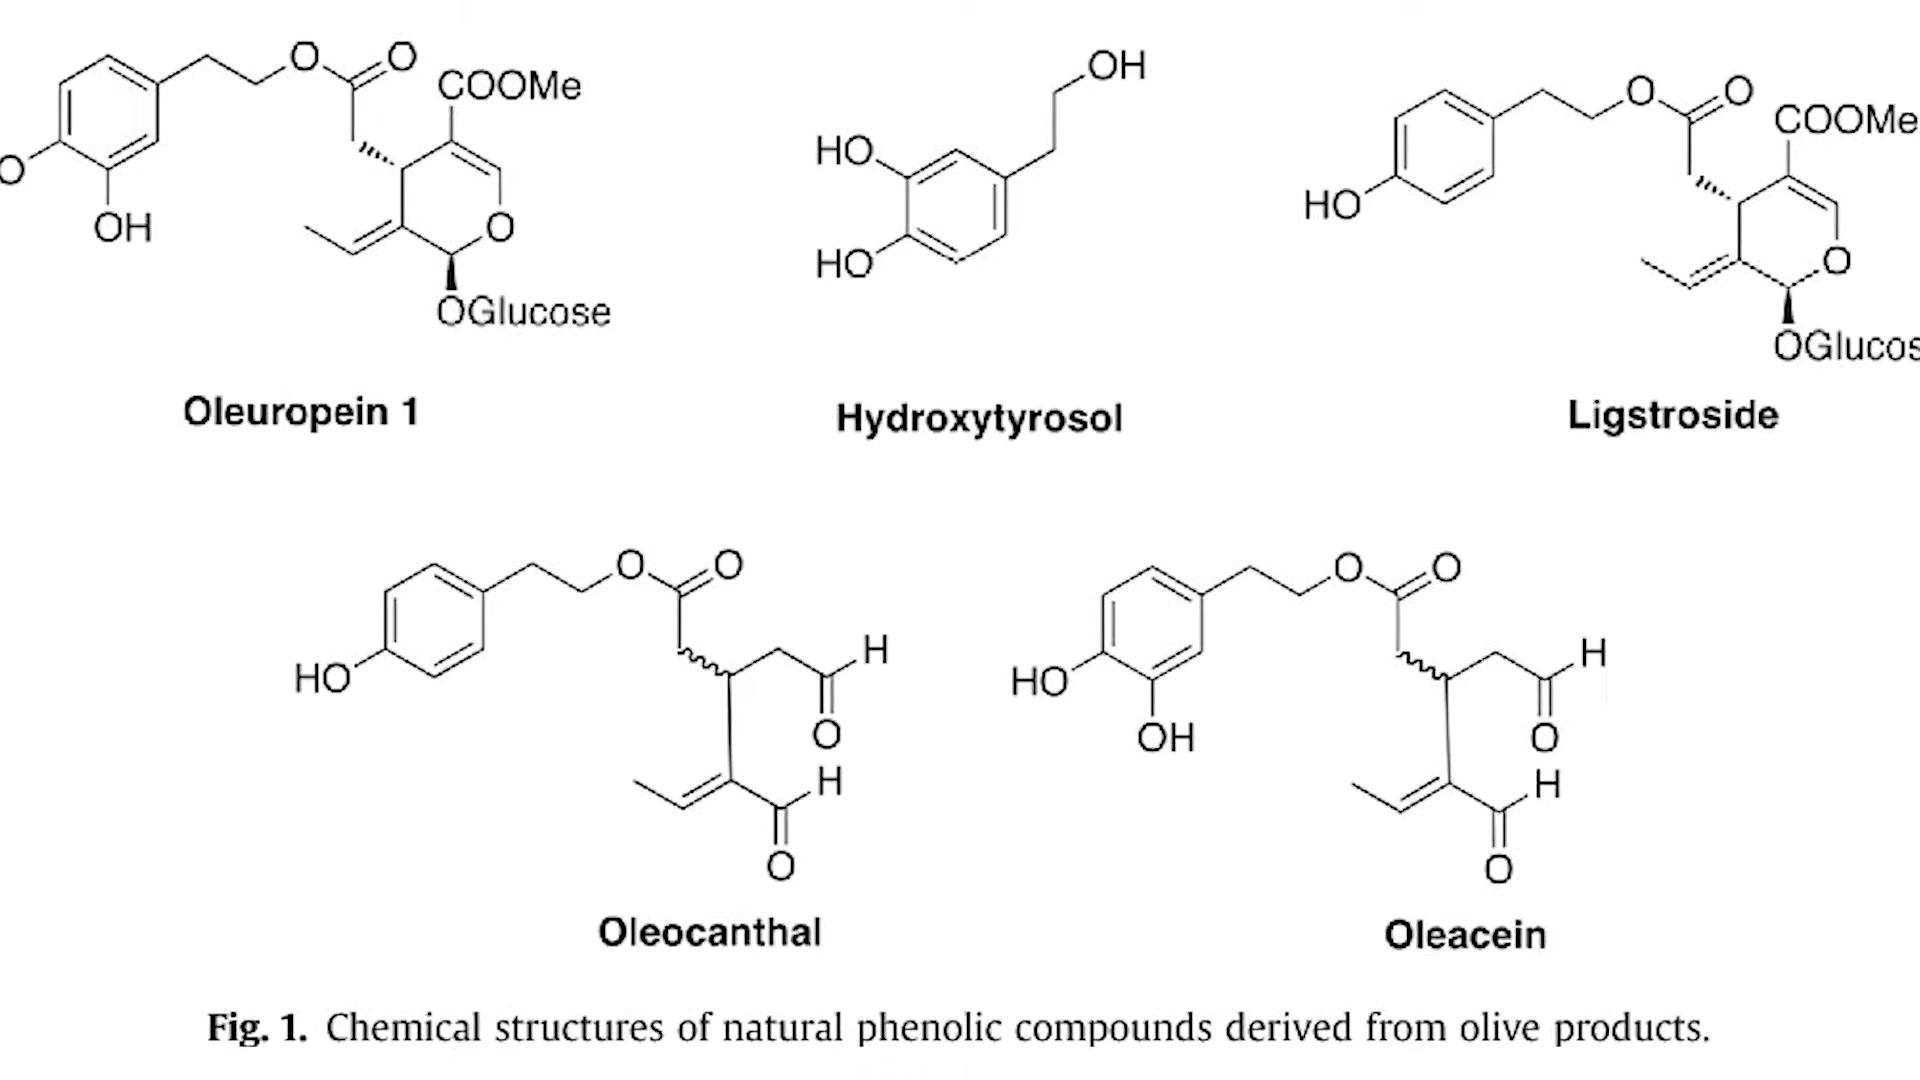 O
O
COOMe
O
OH
O
OGlucose
Oleuropein 1
OH
HO
HO
Hydroxytyrosol
O
O
COOMe
HO
O
OGlucos
Ligstroside
O
O
H
HO
O
H
O
Oleocanthal
O
O
H
HO
OH
O
H
O
Oleacein
Fig. 1. Chemical structures of natural phenolic compounds derived from olive products.